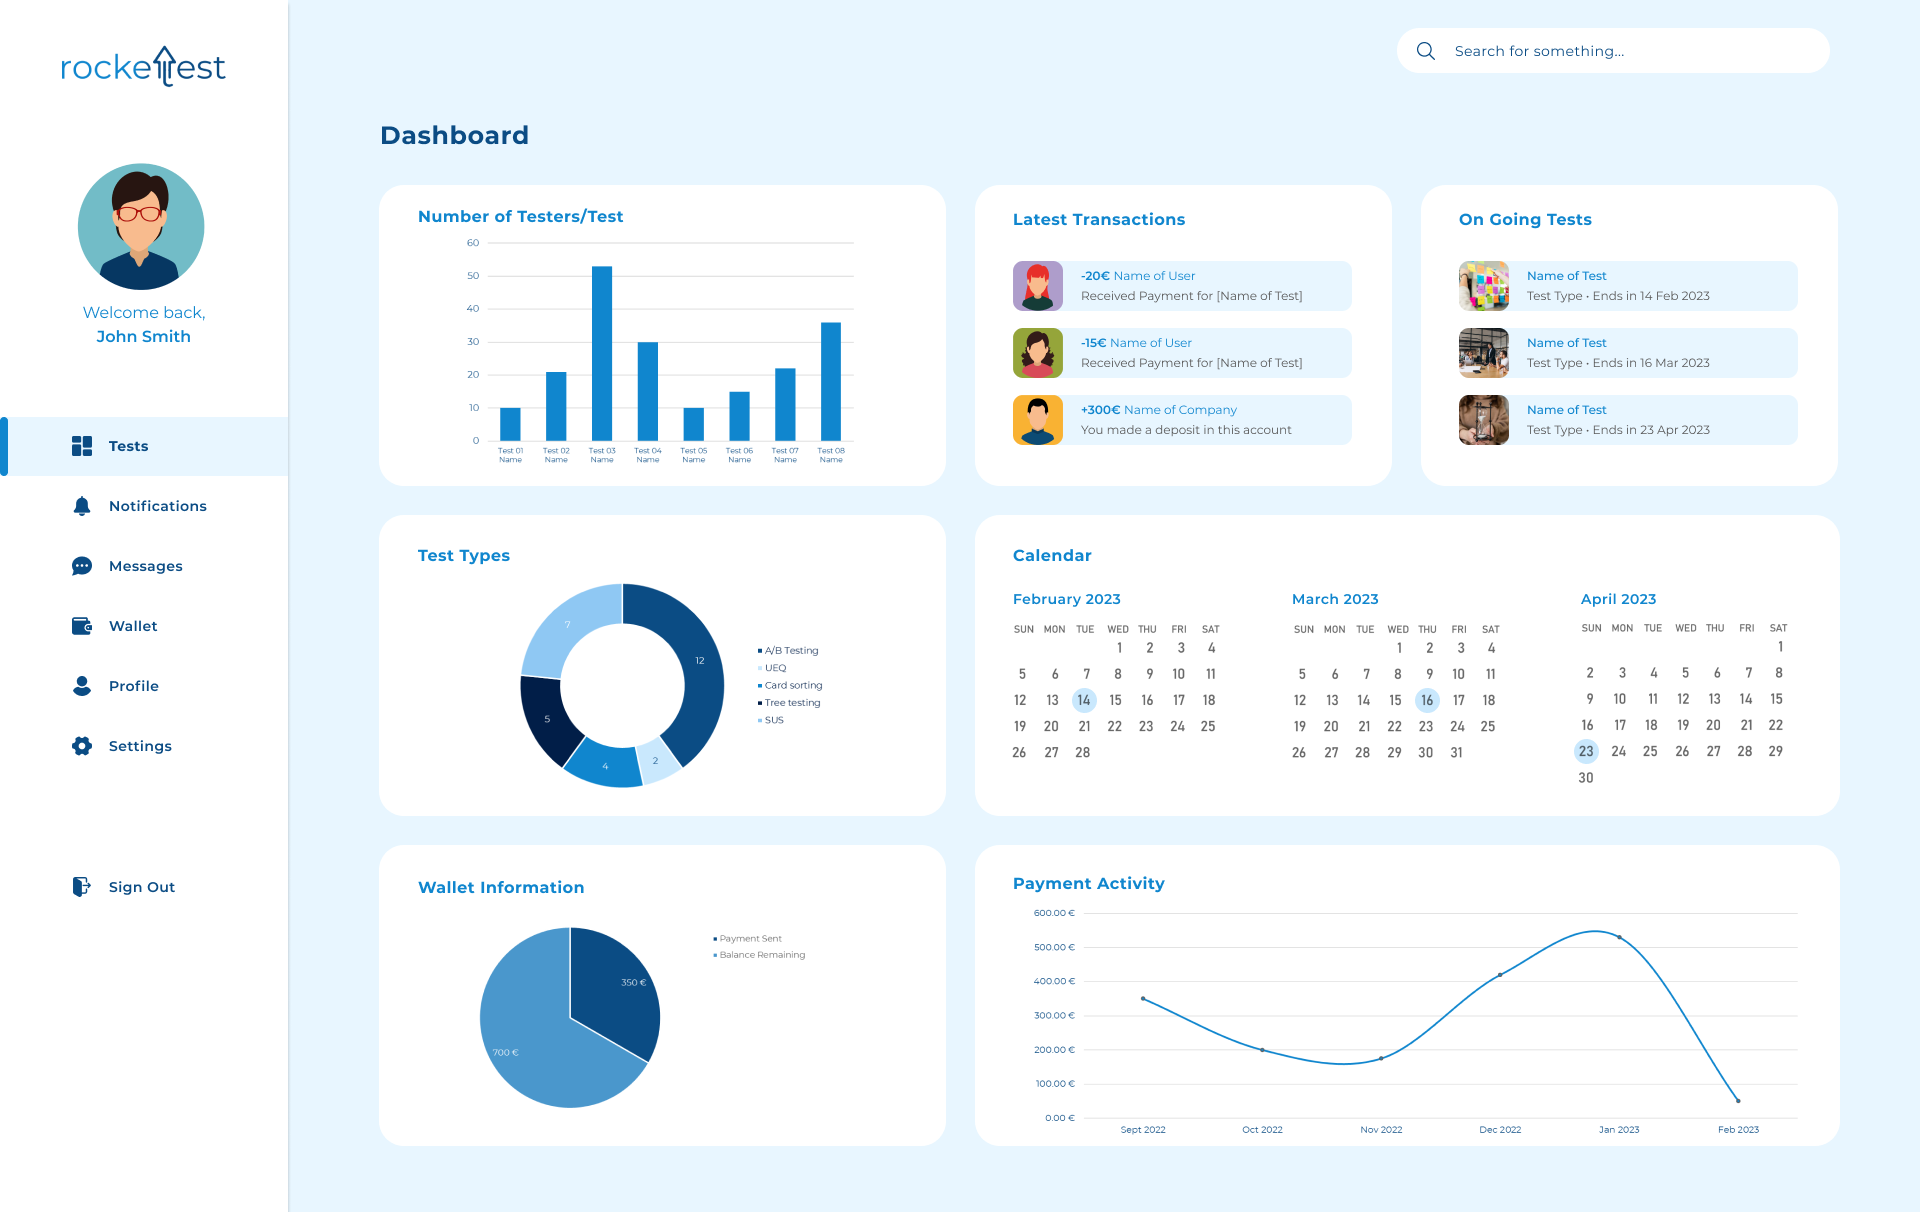 rockettest
Search for something...
Dashboard
Welcome back,
John Smith
Tests
Notifications
Messages
Wallet
Profile
Settings
Sign Out
Number of Testers/Test
60
50
40
30
20
10
0
Test 01 Test 02 Test 03 Test 04 Test 05 Test 06 Test 07 Test 08
Name Name Name Name Name Name Name Name
Latest Transactions
-20€ Name of User
Received Payment for [Name of Test]
-15€ Name of User
Received Payment for [Name of Test]
+300€ Name of Company
You made a deposit in this account
On Going Tests
Name of Test
Test Type • Ends in 14 Feb 2023
Name of Test
Test Type • Ends in 16 Mar 2023
Name of Test
Test Type • Ends in 23 Apr 2023
Test Types
7
12
5
4
2
A/B Testing
UEQ
Card sorting
Tree testing
SUS
Calendar
February 2023
SUN MON TUE WED THU FRI SAT
1 2 3 4
5 6 7 8 9 10 11
12 13 14 15 16 17 18
19 20 21 22 23 24 25
26 27 28
March 2023
SUN MON TUE WED THU FRI SAT
1 2 3 4
5 6 7 8 9 10 11
12 13 14 15 16 17 18
19 20 21 22 23 24 25
26 27 28 29 30 31
April 2023
SUN MON TUE WED THU FRI SAT
1
2 3 4 5 6 7 8
9 10 11 12 13 14 15
16 17 18 19 20 21 22
23 24 25 26 27 28 29
30
Wallet Information
350 €
700 €
Payment Sent
Balance Remaining
Payment Activity
600.00 €
500.00 €
400.00 €
300.00 €
200.00 €
100.00 €
0.00 €
Sept 2022 Oct 2022 Nov 2022 Dec 2022 Jan 2023 Feb 2023